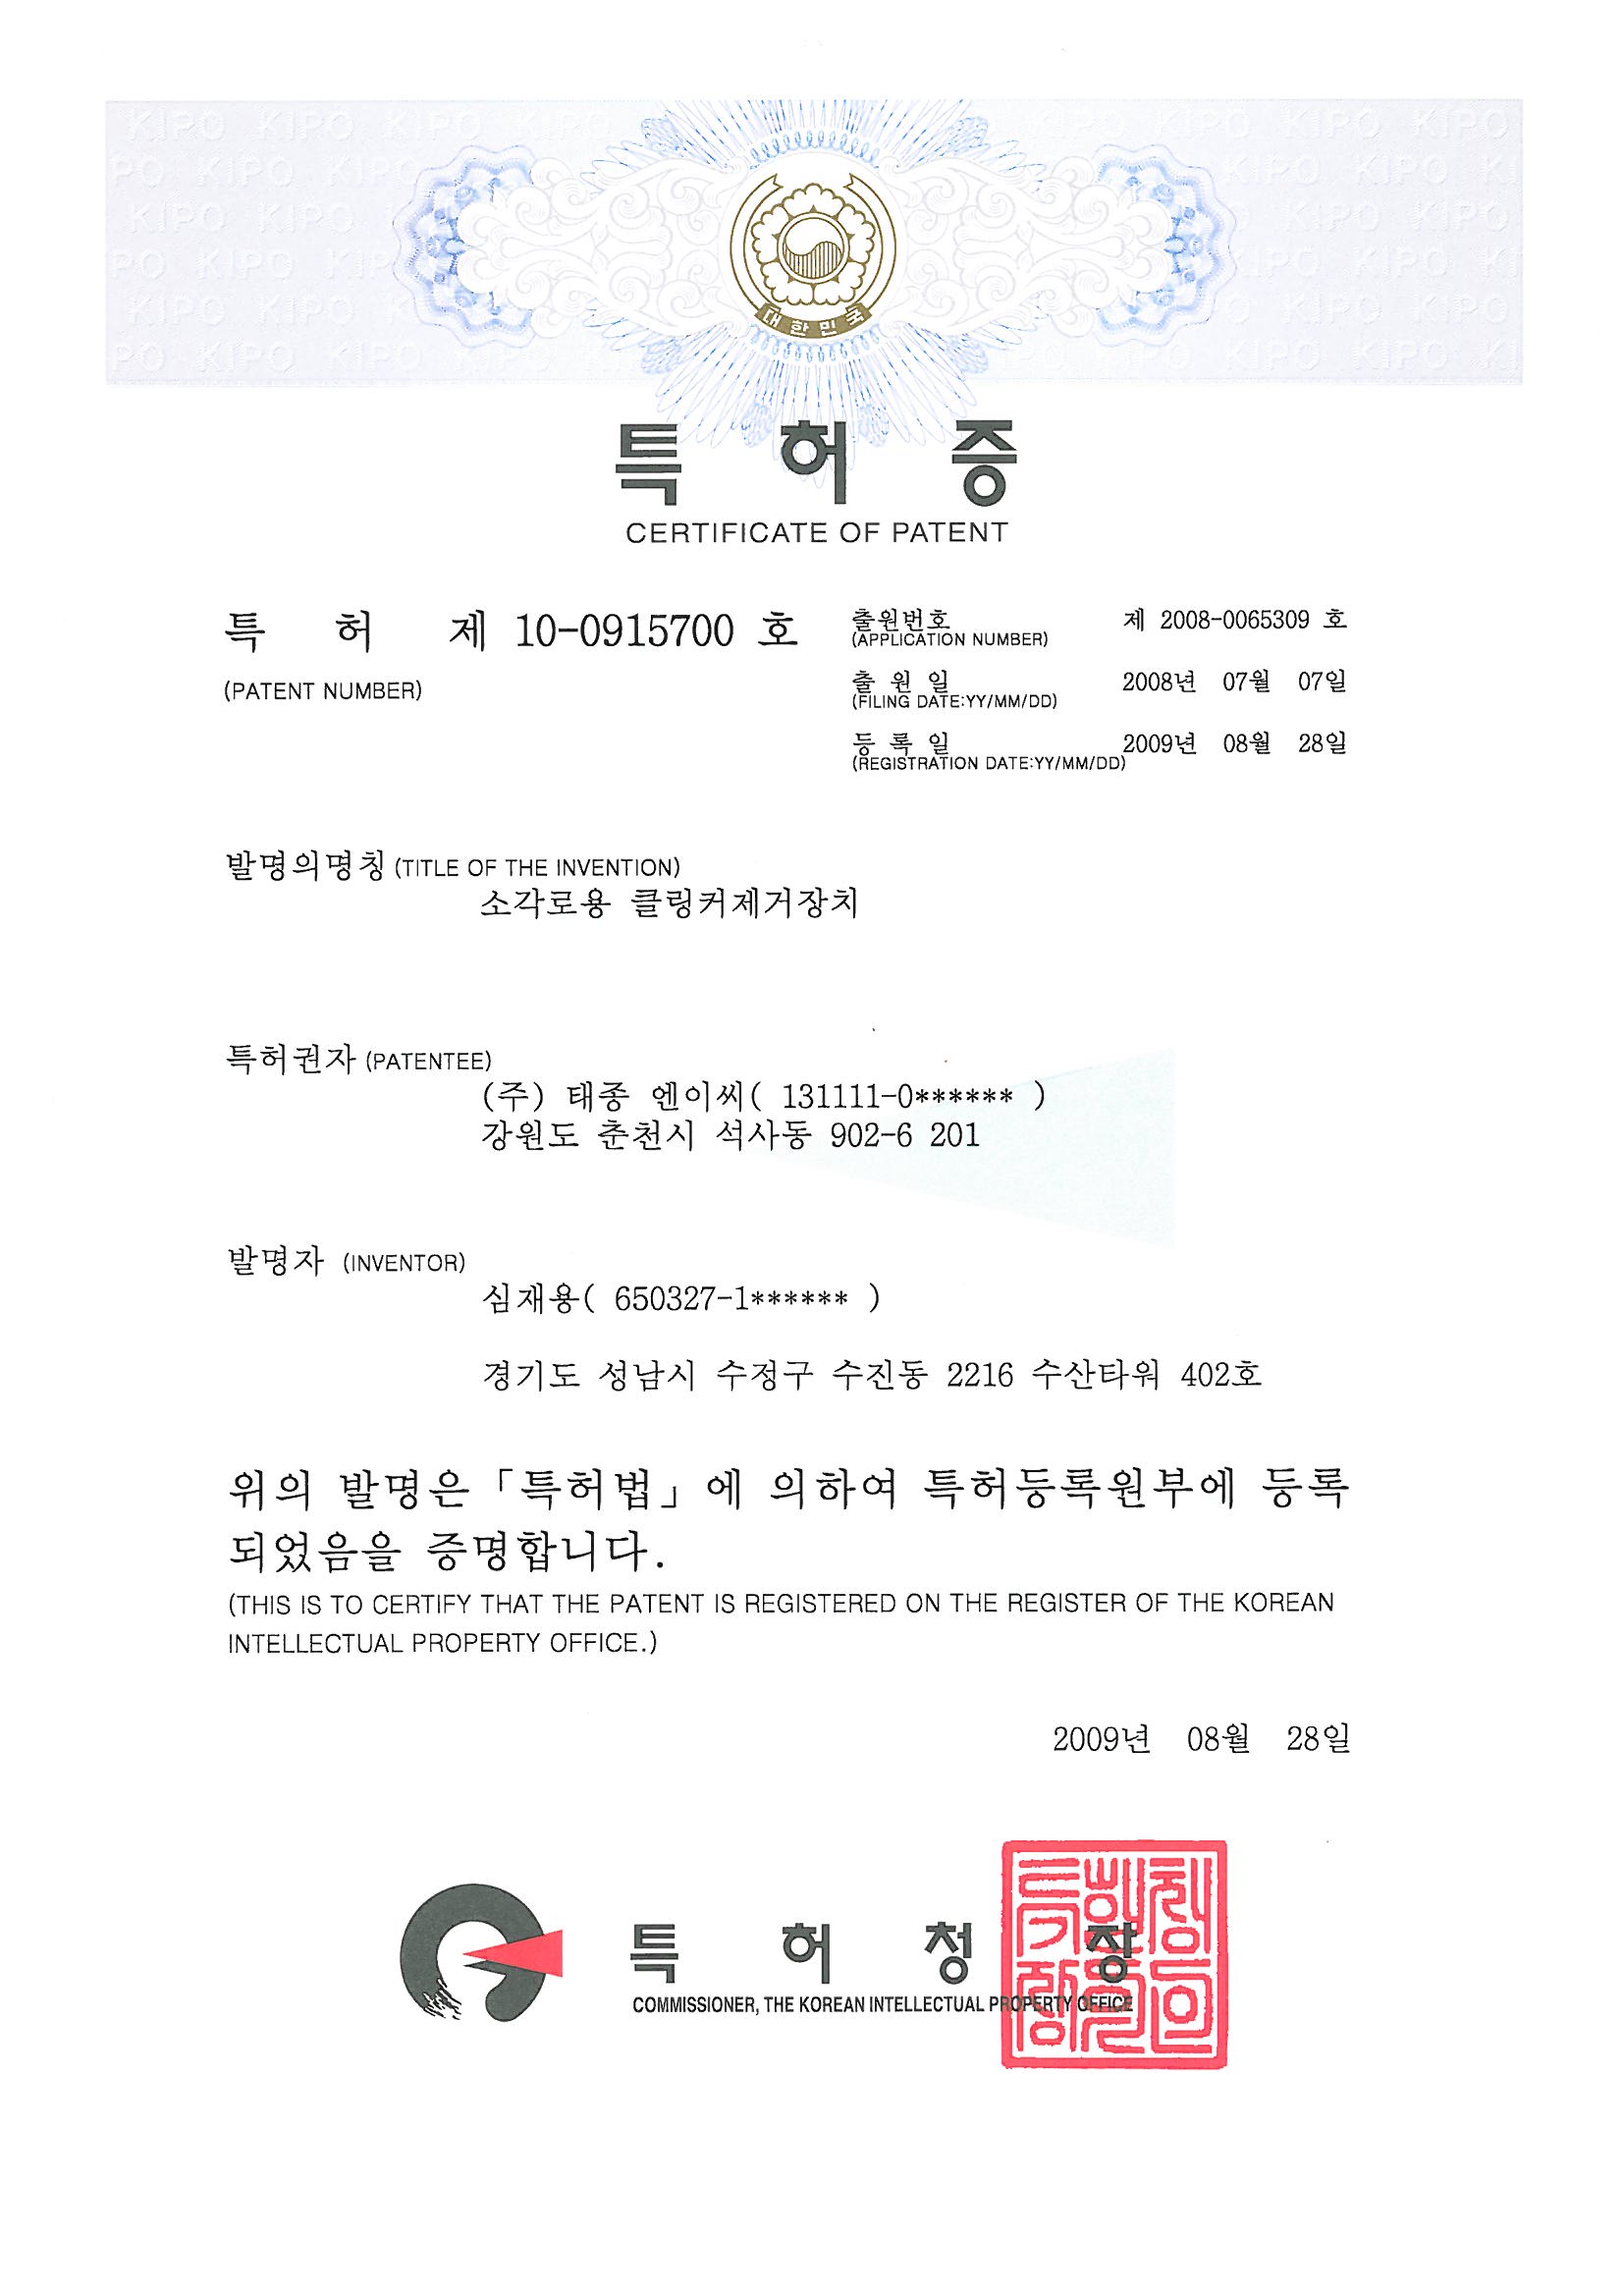 대한민국
특 허 증
CERTIFICATE OF PATENT
특 허 제 10-0915700 호
(PATENT NUMBER)
출원번호 제 2008-0065309 호
(APPLICATION NUMBER)
출 원 일 2008년 07월 07일
(FILING DATE:YY/MM/DD)
등 록 일 2009년 08월 28일
(REGISTRATION DATE:YY/MM/DD)
발명의명칭 (TITLE OF THE INVENTION)
소각로용 클링커제거장치
특허권자 (PATENTEE)
(주) 태종 엔이씨( 131111-0****** )
강원도 춘천시 석사동 902-6 201
발명자 (INVENTOR)
심재용( 650327-1****** )
경기도 성남시 수정구 수진동 2216 수산타워 402호
위의 발명은 「특허법」에 의하여 특허등록원부에 등록
되었음을 증명합니다.
(THIS IS TO CERTIFY THAT THE PATENT IS REGISTERED ON THE REGISTER OF THE KOREAN
INTELLECTUAL PROPERTY OFFICE.)
2009년 08월 28일
특 허 청 장
COMMISSIONER, THE KOREAN INTELLECTUAL PROPERTY OFFICE